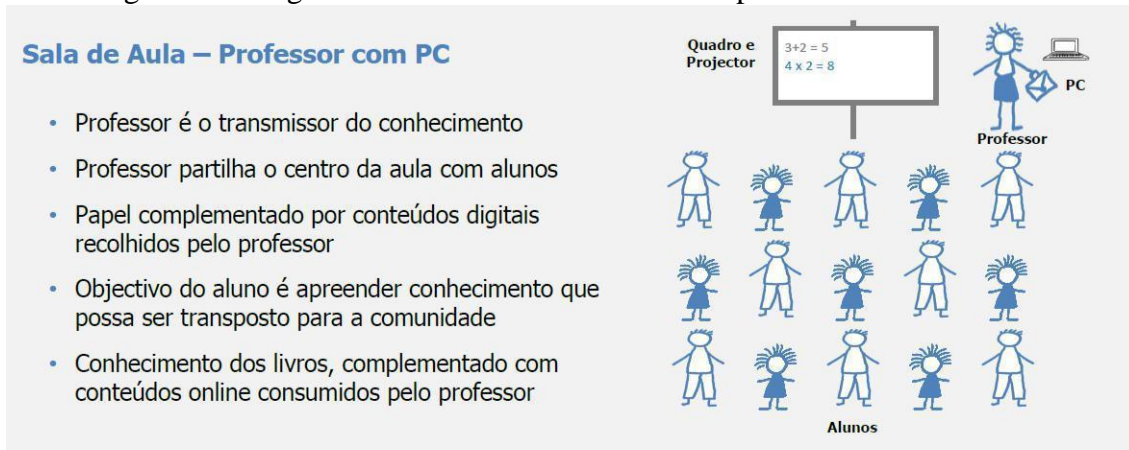 Sala de Aula – Professor com PC
• Professor é o transmissor do conhecimento
• Professor partilha o centro da aula com alunos
• Papel complementado por conteúdos digitais
recolhidos pelo professor
• Objectivo do aluno é apreender conhecimento que
possa ser transposto para a comunidade
• Conhecimento dos livros, complementado com
conteúdos online consumidos pelo professor
Quadro e
Projector
3+2 = 5
4 x 2 = 8
PC
Professor
Alunos